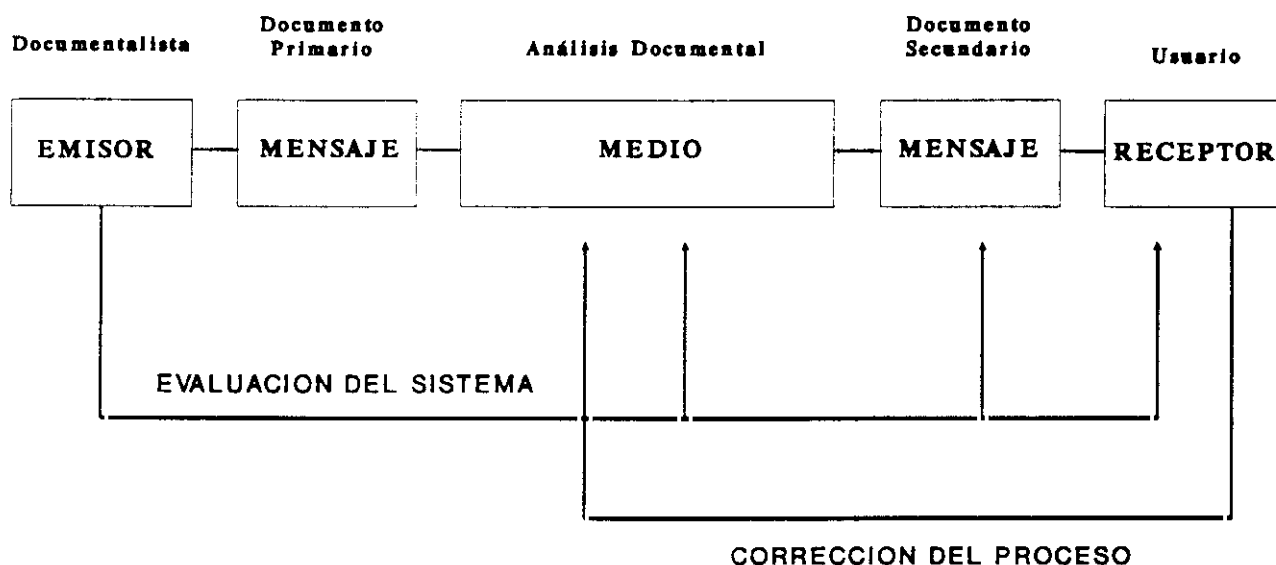 Documentalista
Documento
Primario
Análisis Documental
Documento
Secundario
Usuario
EMISOR
MENSAJE
MEDIO
MENSAJE
RECEPTOR
EVALUACION DEL SISTEMA
CORRECCION DEL PROCESO